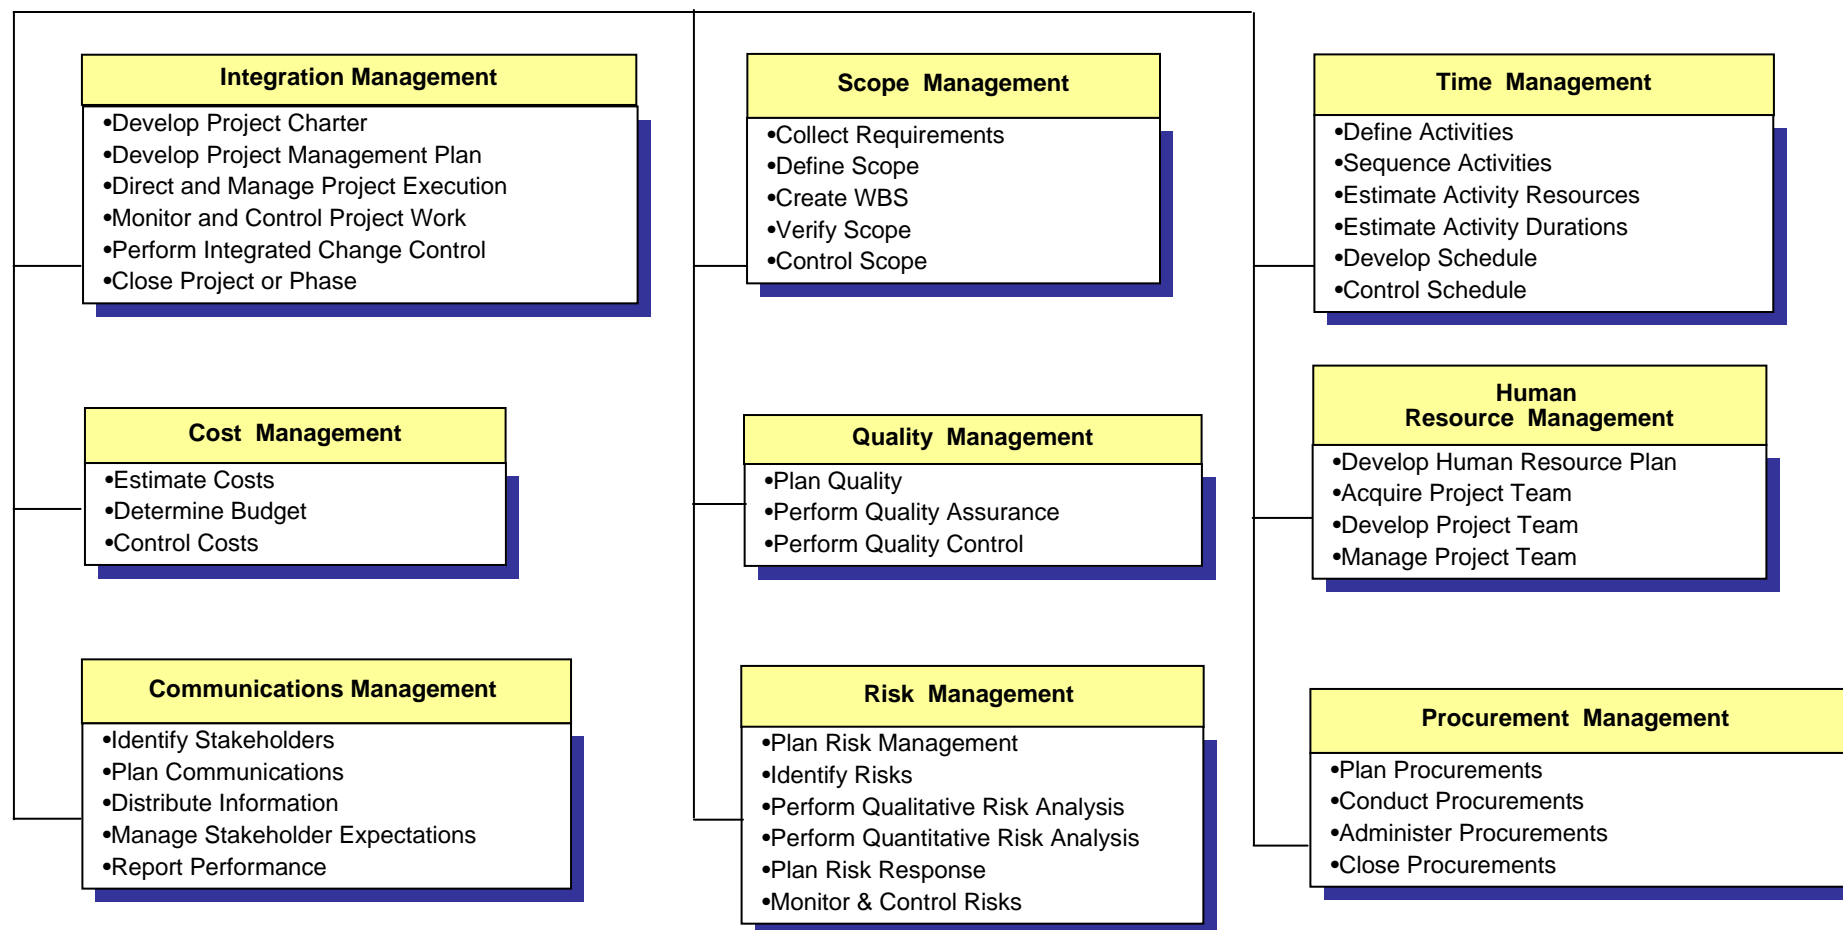 Integration Management
•Develop Project Charter
•Develop Project Management Plan
•Direct and Manage Project Execution
•Monitor and Control Project Work
•Perform Integrated Change Control
•Close Project or Phase
Scope Management
•Collect Requirements
•Define Scope
•Create WBS
•Verify Scope
•Control Scope
Time Management
•Define Activities
•Sequence Activities
•Estimate Activity Resources
•Estimate Activity Durations
•Develop Schedule
•Control Schedule
Cost Management
•Estimate Costs
•Determine Budget
•Control Costs
Quality Management
•Plan Quality
•Perform Quality Assurance
•Perform Quality Control
Human
Resource Management
•Develop Human Resource Plan
•Acquire Project Team
•Develop Project Team
•Manage Project Team
Communications Management
•Identify Stakeholders
•Plan Communications
•Distribute Information
•Manage Stakeholder Expectations
•Report Performance
Risk Management
•Plan Risk Management
•Identify Risks
•Perform Qualitative Risk Analysis
•Perform Quantitative Risk Analysis
•Plan Risk Response
•Monitor & Control Risks
Procurement Management
•Plan Procurements
•Conduct Procurements
•Administer Procurements
•Close Procurements